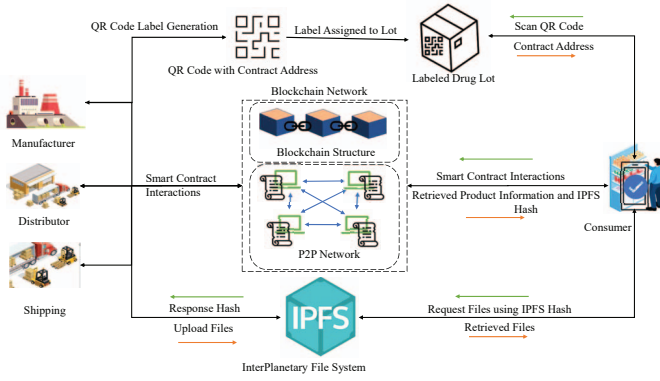 QR Code Label Generation
Label Assigned to Lot
Scan QR Code
Contract Address
QR Code with Contract Address
Labeled Drug Lot
Blockchain Network
Manufacturer
Blockchain Structure
Smart Contract
Interactions
Smart Contract Interactions
Retrieved Product Information and IPFS
Hash
Distributor
Consumer
P2P Network
Shipping
Response Hash
Upload Files
IPFS
Request Files using IPFS Hash
Retrieved Files
InterPlanetary File System